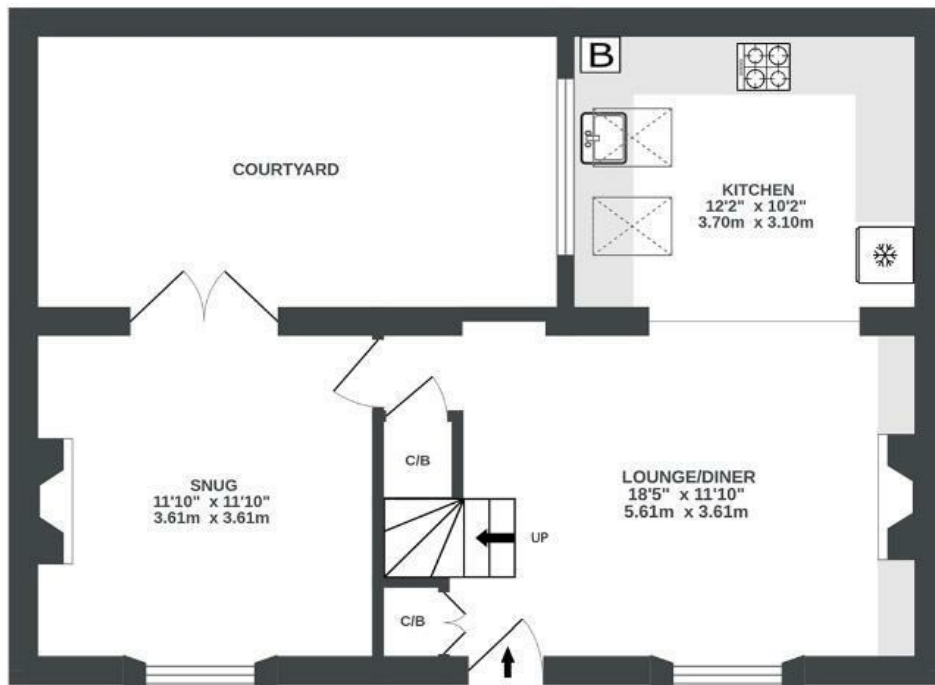 B
COURTYARD
KITCHEN
12'2" x 10'2"
3.70m x 3.10m
C/B
SNUG
11'10" x 11'10"
3.61m x 3.61m
LOUNGE/DINER
18'5" x 11'10"
5.61m x 3.61m
UP
C/B